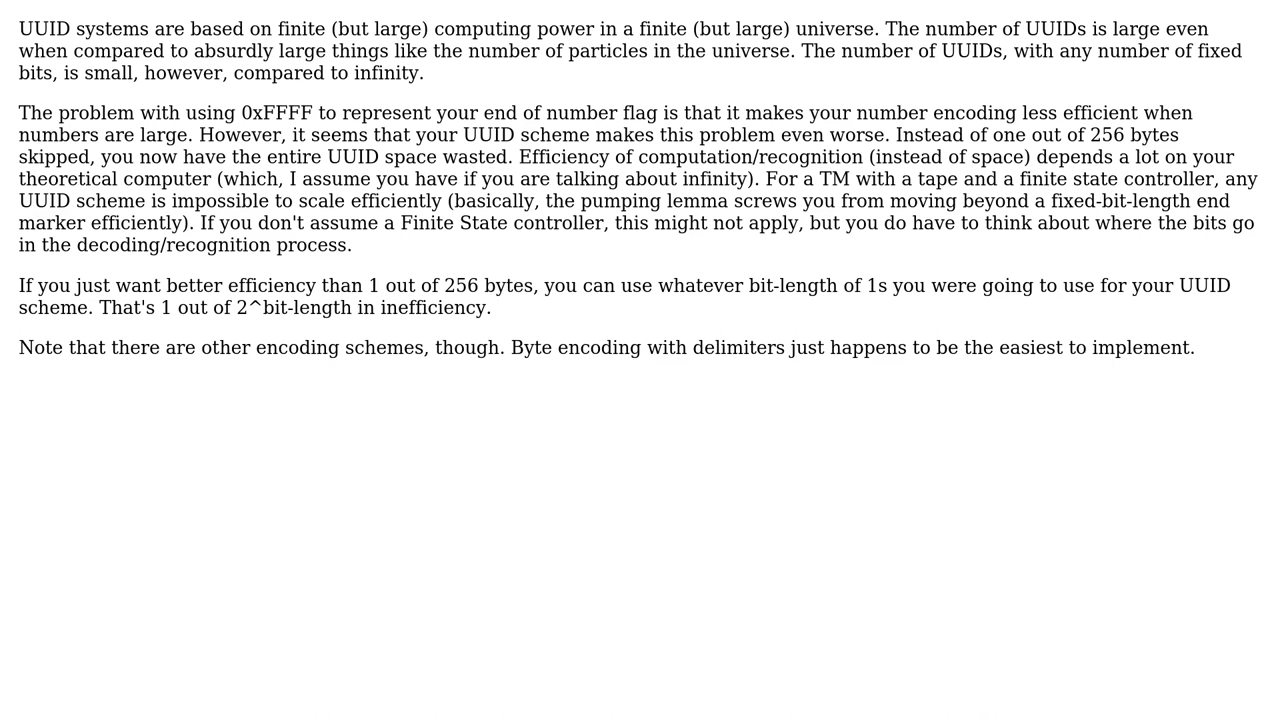 UUID systems are based on finite (but large) computing power in a finite (but large) universe. The number of UUIDs is large even
when compared to absurdly large things like the number of particles in the universe. The number of UUIDs, with any number of fixed
bits, is small, however, compared to infinity.
The problem with using 0xFFFF to represent your end of number flag is that it makes your number encoding less efficient when
numbers are large. However, it seems that your UUID scheme makes this problem even worse. Instead of one out of 256 bytes
skipped, you now have the entire UUID space wasted. Efficiency of computation/recognition (instead of space) depends a lot on your
theoretical computer (which, I assume you have if you are talking about infinity). For a TM with a tape and a finite state controller, any
UUID scheme is impossible to scale efficiently (basically, the pumping lemma screws you from moving beyond a fixed-bit-length end
marker efficiently). If you don't assume a Finite State controller, this might not apply, but you do have to think about where the bits go
in the decoding/recognition process.
If you just want better efficiency than 1 out of 256 bytes, you can use whatever bit-length of 1s you were going to use for your UUID
scheme. That's 1 out of 2^bit-length in inefficiency.
Note that there are other encoding schemes, though. Byte encoding with delimiters just happens to be the easiest to implement.